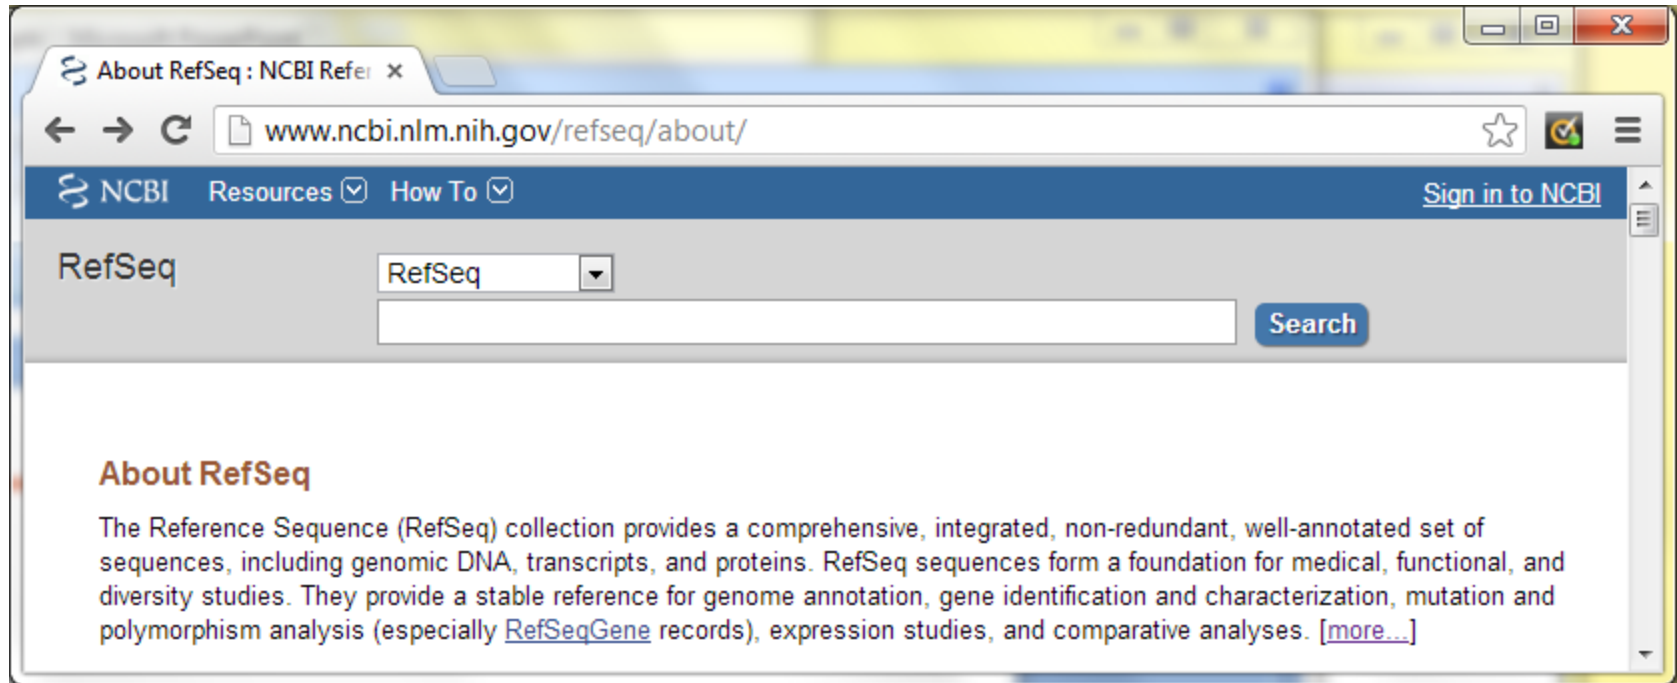 About RefSeq : NCBI Refer
www.ncbi.nlm.nih.gov/refseq/about/
NCBI Resources How To Sign in to NCBI
RefSeq RefSeq
Search
About RefSeq
The Reference Sequence (RefSeq) collection provides a comprehensive, integrated, non-redundant, well-annotated set of
sequences, including genomic DNA, transcripts, and proteins. RefSeq sequences form a foundation for medical, functional, and
diversity studies. They provide a stable reference for genome annotation, gene identification and characterization, mutation and
polymorphism analysis (especially RefSeqGene records), expression studies, and comparative analyses. [more...]